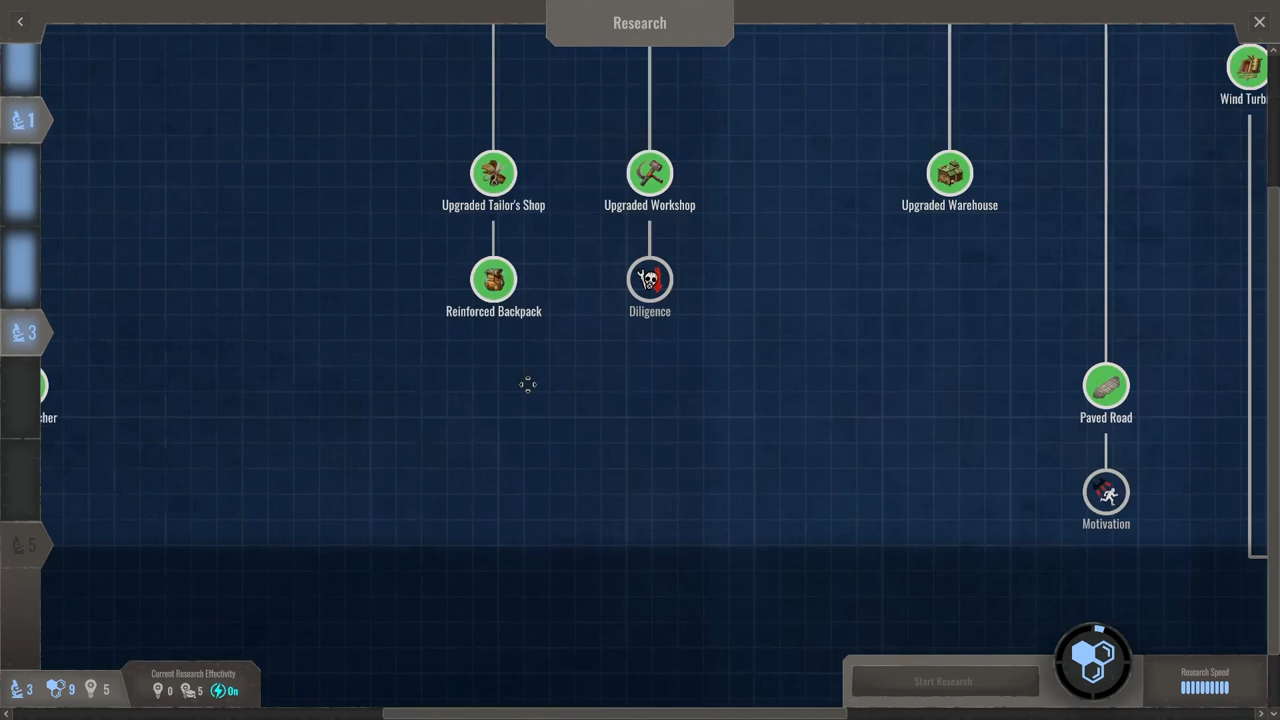 Research
Wind Turb
1
Upgraded Tailor's Shop
Upgraded Workshop
Upgraded Warehouse
Reinforced Backpack
Diligence
3
cher
Paved Road
Motivation
5
Current Research Effectivity
Research Speed
3 9 5
0 5 On
Start Research